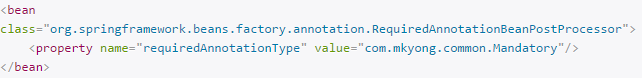 <bean
class="org.springframework.beans.factory.annotation.RequiredAnnotationBeanPostProcessor">
    <property name="requiredAnnotationType" value="com.mkyong.common.Mandatory"/>
</bean>